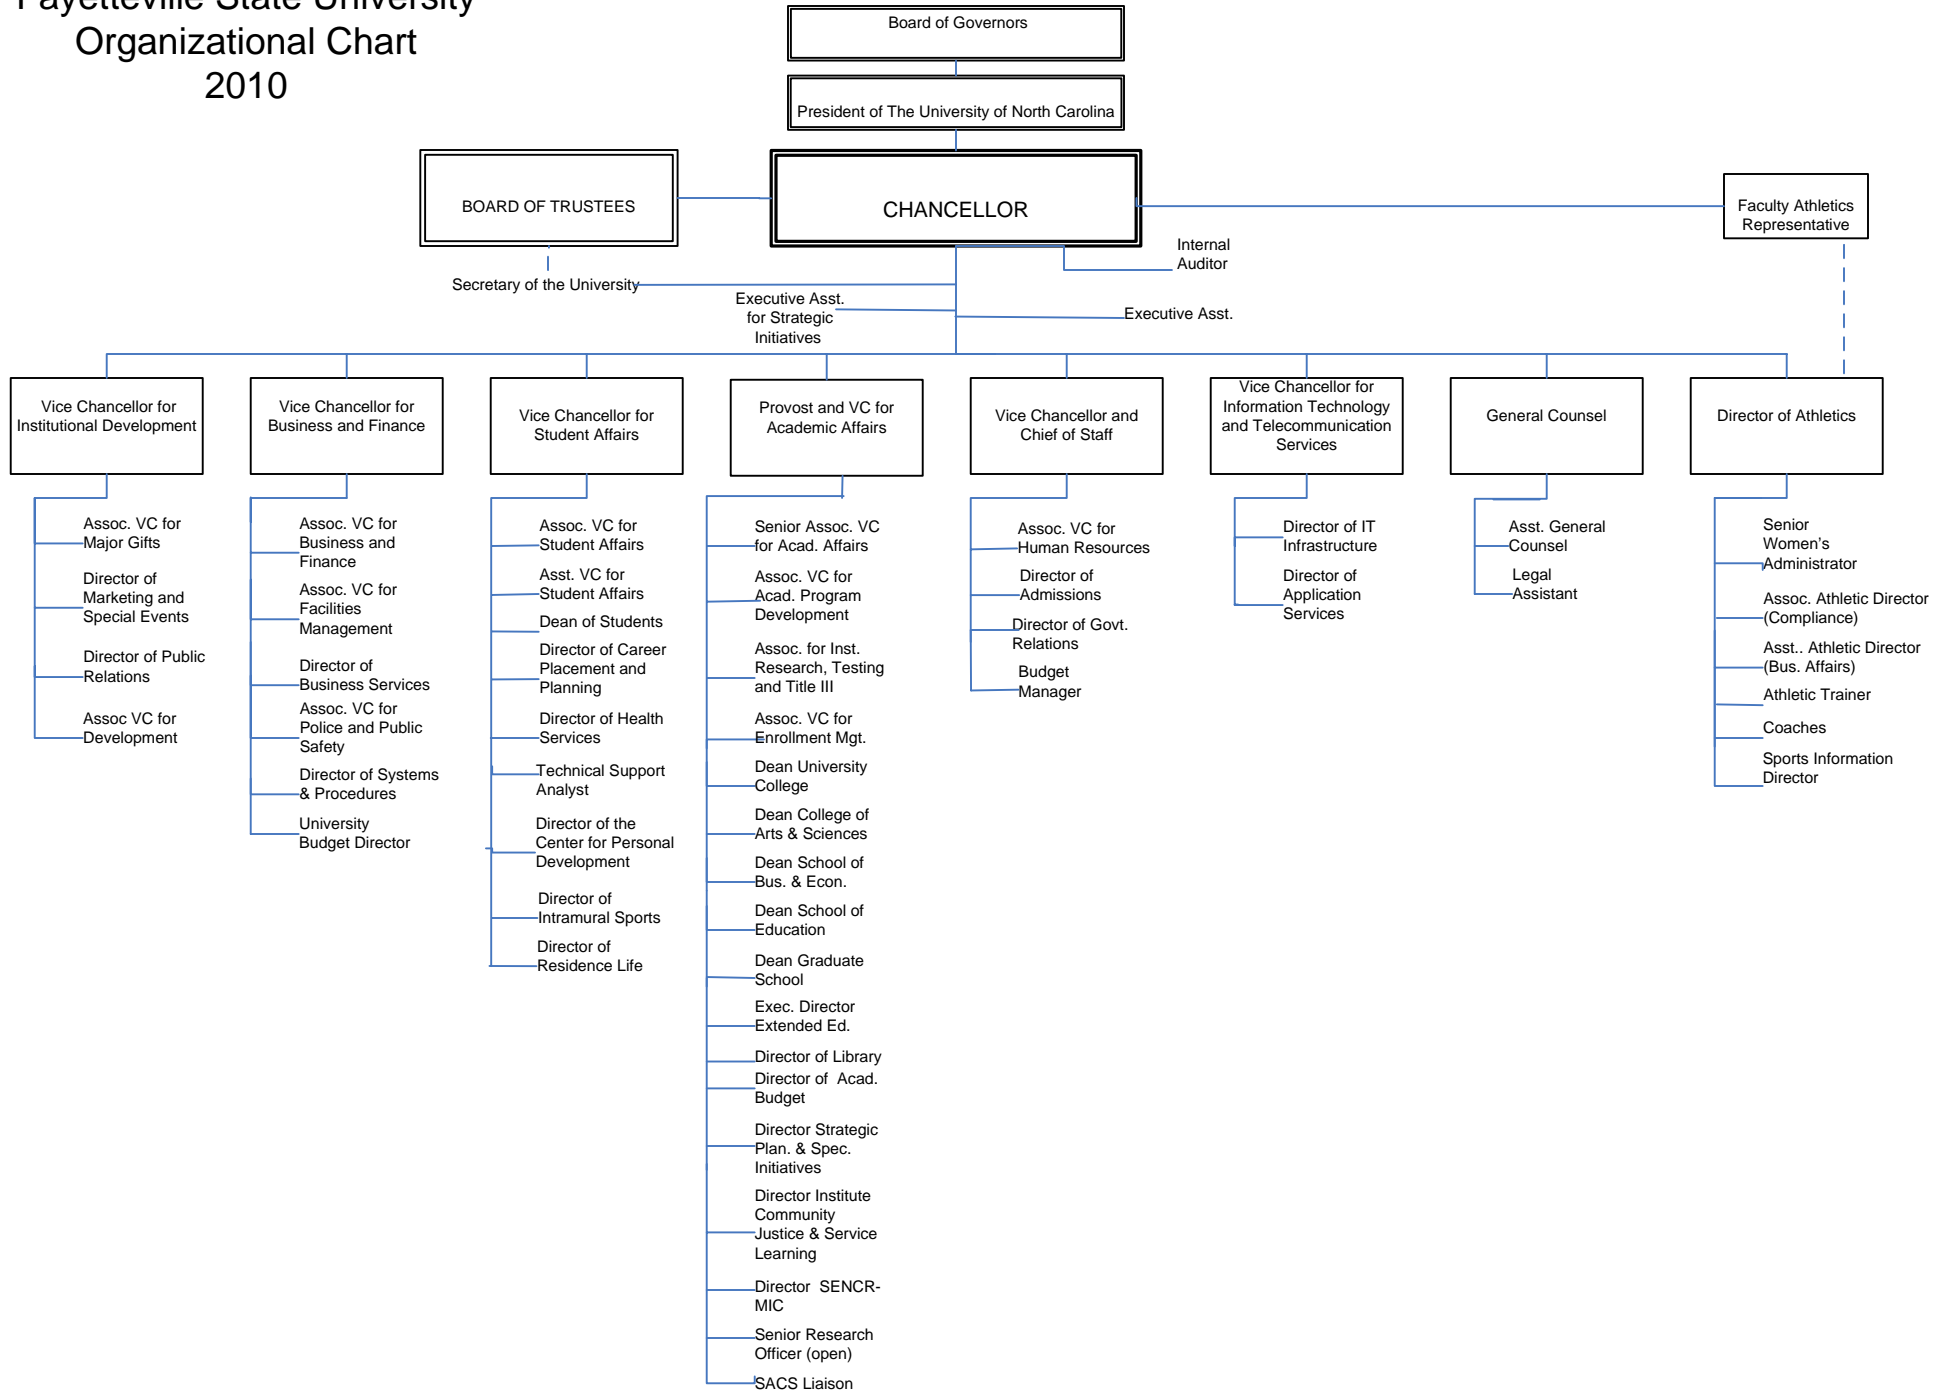 Fayetteville State University
Organizational Chart
2010
Board of Governors
President of The University of North Carolina
BOARD OF TRUSTEES
CHANCELLOR
Faculty Athletics
Representative
Internal
Auditor
Secretary of the University
Executive Asst.
for Strategic
Initiatives
Executive Asst.
Vice Chancellor for
Institutional Development
Assoc. VC for
Major Gifts
Director of
Marketing and
Special Events
Director of Public
Relations
Assoc VC for
Development
Vice Chancellor for
Business and Finance
Assoc. VC for
Business and
Finance
Assoc. VC for
Facilities
Management
Director of
Business Services
Assoc. VC for
Police and Public
Safety
Director of Systems
& Procedures
University
Budget Director
Vice Chancellor for
Student Affairs
Assoc. VC for
Student Affairs
Asst. VC for
Student Affairs
Dean of Students
Director of Career
Placement and
Planning
Director of Health
Services
Technical Support
Analyst
Director of the
Center for Personal
Development
Director of
Intramural Sports
Director of
Residence Life
Provost and VC for
Academic Affairs
Senior Assoc. VC
for Acad. Affairs
Assoc. VC for
Acad. Program
Development
Assoc. for Inst.
Research, Testing
and Title III
Assoc. VC for
Enrollment Mgt.
Dean University
College
Dean College of
Arts & Sciences
Dean School of
Bus. & Econ.
Dean School of
Education
Dean Graduate
School
Exec. Director
Extended Ed.
Director of Library
Director of Acad.
Budget
Director Strategic
Plan. & Spec.
Initiatives
Director Institute
Community
Justice & Service
Learning
Director SENCR-
MIC
Senior Research
Officer (open)
SACS Liaison
Vice Chancellor and
Chief of Staff
Assoc. VC for
Human Resources
Director of
Admissions
Director of Govt.
Relations
Budget
Manager
Vice Chancellor for
Information Technology
and Telecommunication
Services
Director of IT
Infrastructure
Director of
Application
Services
General Counsel
Asst. General
Counsel
Legal
Assistant
Director of Athletics
Senior
Women's
Administrator
Assoc. Athletic Director
(Compliance)
Asst.. Athletic Director
(Bus. Affairs)
Athletic Trainer
Coaches
Sports Information
Director